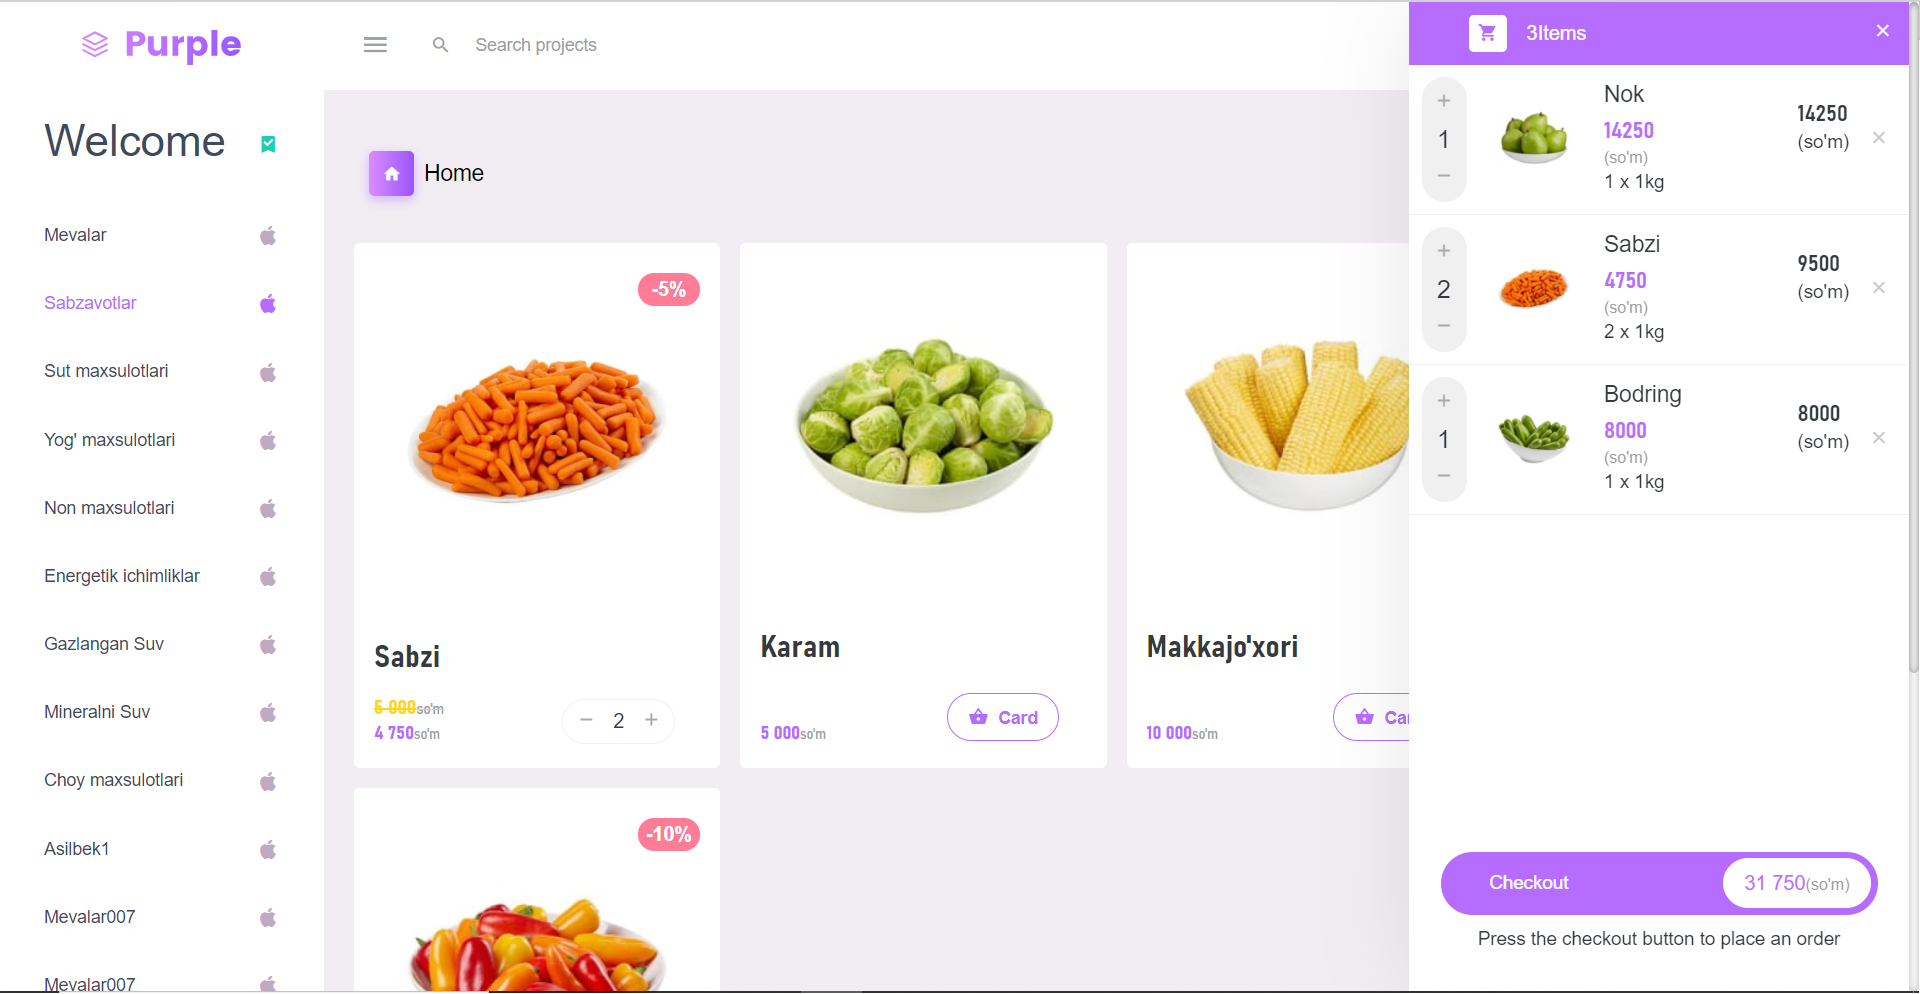 Purple
Search projects
3Items
Welcome
Home
Mevalar
Sabzavotlar
Sut maxsulotlari
Yog' maxsulotlari
Non maxsulotlari
Energetik ichimliklar
Gazlangan Suv
Mineralni Suv
Choy maxsulotlari
Asilbek1
Mevalar007
Mevalar007
-5%
Sabzi
5 000so'm
4 750so'm
− 2 +
Karam
5 000so'm
Card
Makkajo'xori
10 000so'm
Ca
-10%
+
1
−
Nok
14250
(so'm)
1 x 1kg
14250
(so'm)
+
2
−
Sabzi
4750
(so'm)
2 x 1kg
9500
(so'm)
+
1
−
Bodring
8000
(so'm)
1 x 1kg
8000
(so'm)
Checkout
31 750(so'm)
Press the checkout button to place an order